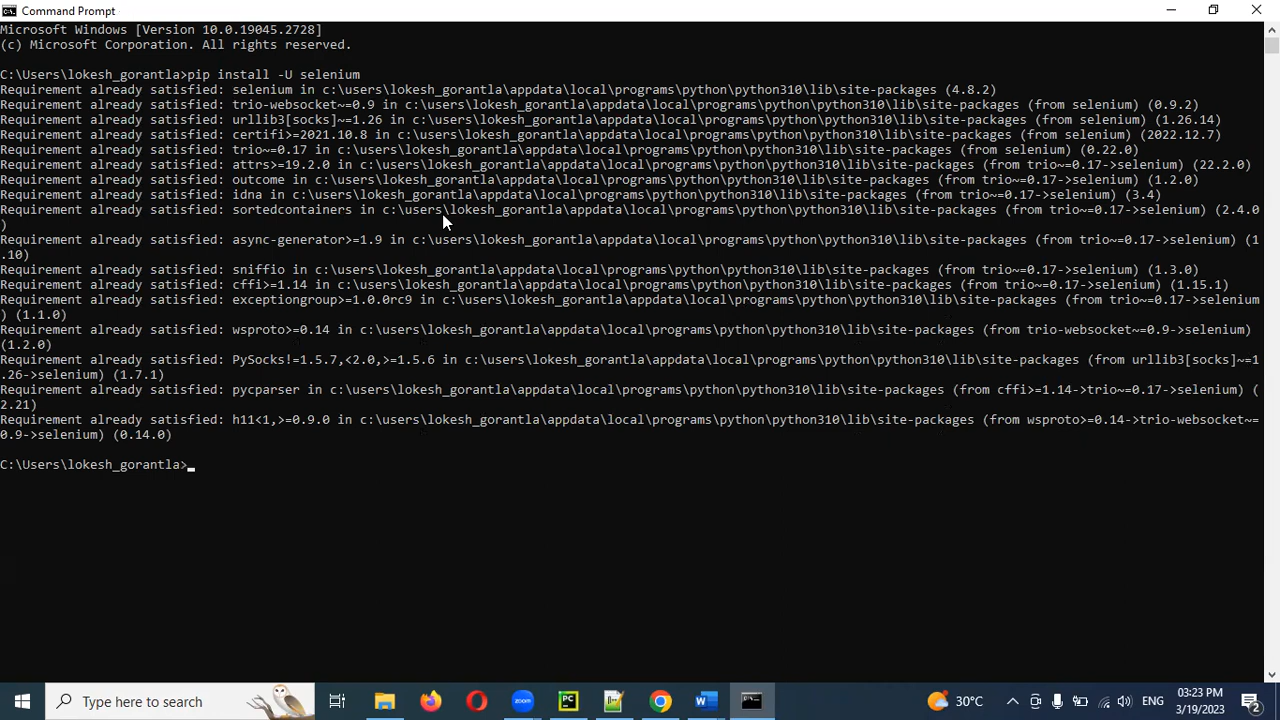 Command Prompt
Microsoft Windows [Version 10.0.19045.2728]
(c) Microsoft Corporation. All rights reserved.
C:\Users\lokesh_gorantla>pip install -U selenium
Requirement already satisfied: selenium in c:\users\lokesh_gorantla\appdata\local\programs\python\python310\lib\site-packages (4.8.2)
Requirement already satisfied: trio-websocket~=0.9 in c:\users\lokesh_gorantla\appdata\local\programs\python\python310\lib\site-packages (from selenium) (0.9.2)
Requirement already satisfied: urllib3[socks]~=1.26 in c:\users\lokesh_gorantla\appdata\local\programs\python\python310\lib\site-packages (from selenium) (1.26.14)
Requirement already satisfied: certifi>=2021.10.8 in c:\users\lokesh_gorantla\appdata\local\programs\python\python310\lib\site-packages (from selenium) (2022.12.7)
Requirement already satisfied: trio~=0.17 in c:\users\lokesh_gorantla\appdata\local\programs\python\python310\lib\site-packages (from selenium) (0.22.0)
Requirement already satisfied: attrs>=19.2.0 in c:\users\lokesh_gorantla\appdata\local\programs\python\python310\lib\site-packages (from trio~=0.17->selenium) (22.2.0)
Requirement already satisfied: outcome in c:\users\lokesh_gorantla\appdata\local\programs\python\python310\lib\site-packages (from trio~=0.17->selenium) (1.2.0)
Requirement already satisfied: idna in c:\users\lokesh_gorantla\appdata\local\programs\python\python310\lib\site-packages (from trio~=0.17->selenium) (3.4)
Requirement already satisfied: sortedcontainers in c:\users\lokesh_gorantla\appdata\local\programs\python\python310\lib\site-packages (from trio~=0.17->selenium) (2.4.0
)
Requirement already satisfied: async-generator>=1.9 in c:\users\lokesh_gorantla\appdata\local\programs\python\python310\lib\site-packages (from trio~=0.17->selenium) (1
.10)
Requirement already satisfied: sniffio in c:\users\lokesh_gorantla\appdata\local\programs\python\python310\lib\site-packages (from trio~=0.17->selenium) (1.3.0)
Requirement already satisfied: cffi>=1.14 in c:\users\lokesh_gorantla\appdata\local\programs\python\python310\lib\site-packages (from trio~=0.17->selenium) (1.15.1)
Requirement already satisfied: exceptiongroup>=1.0.0rc9 in c:\users\lokesh_gorantla\appdata\local\programs\python\python310\lib\site-packages (from trio~=0.17->selenium
) (1.1.0)
Requirement already satisfied: wsproto>=0.14 in c:\users\lokesh_gorantla\appdata\local\programs\python\python310\lib\site-packages (from trio-websocket~=0.9->selenium)
(1.2.0)
Requirement already satisfied: PySocks!=1.5.7,<2.0,>=1.5.6 in c:\users\lokesh_gorantla\appdata\local\programs\python\python310\lib\site-packages (from urllib3[socks]~=1
.26->selenium) (1.7.1)
Requirement already satisfied: pycparser in c:\users\lokesh_gorantla\appdata\local\programs\python\python310\lib\site-packages (from cffi>=1.14->trio~=0.17->selenium) (
2.21)
Requirement already satisfied: h11<1,>=0.9.0 in c:\users\lokesh_gorantla\appdata\local\programs\python\python310\lib\site-packages (from wsproto>=0.14->trio-websocket~=
0.9->selenium) (0.14.0)
C:\Users\lokesh_gorantla>
Type here to search
zoom
PC
W
30°C
ENG
03:23 PM
3/19/2023
2